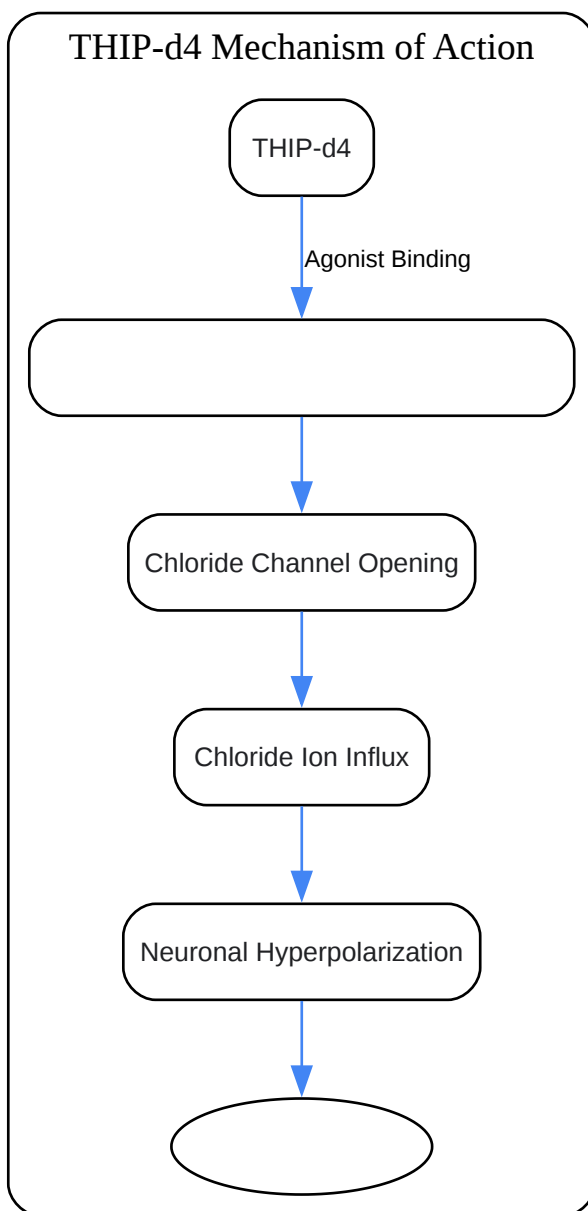 THIP-d4 Mechanism of Action
THIP-d4
Agonist Binding
Chloride Channel Opening
Chloride Ion Influx
Neuronal Hyperpolarization